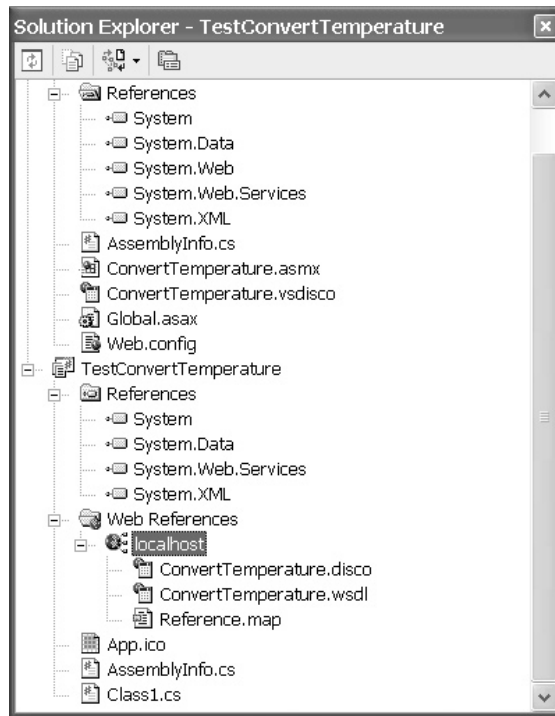 Solution Explorer - TestConvertTemperature
References
System
System.Data
System.Web
System.Web.Services
System.XML
AssemblyInfo.cs
ConvertTemperature.asmx
ConvertTemperature.vsdisco
Global.asax
Web.config
TestConvertTemperature
References
System
System.Data
System.Web.Services
System.XML
Web References
localhost
ConvertTemperature.disco
ConvertTemperature.wsdl
Reference.map
App.ico
AssemblyInfo.cs
Class1.cs